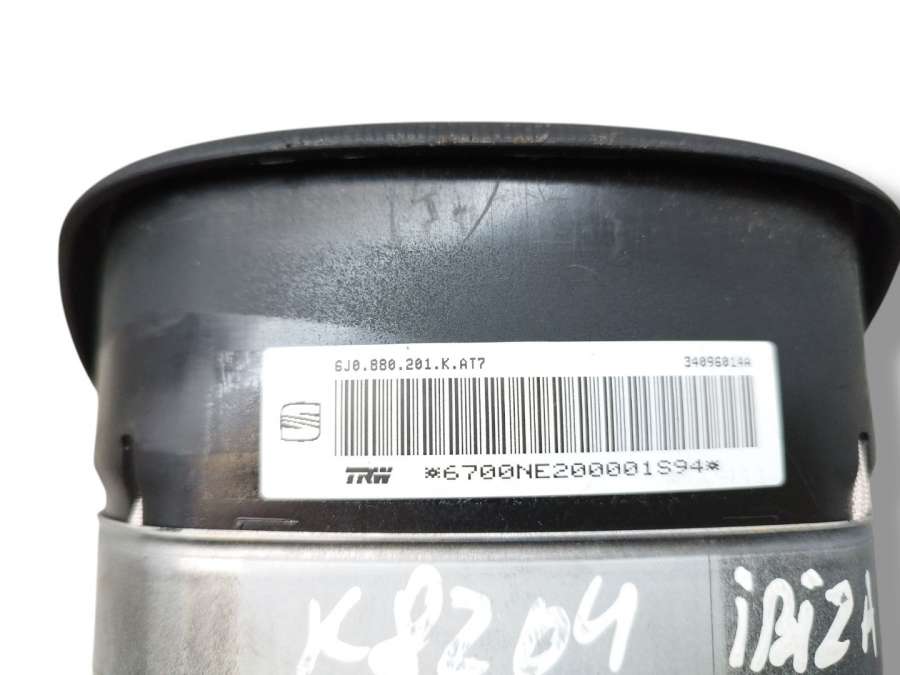 6J0.880.201.K.AT7 34096014A
TRW *6700NE200001S94*
K8204 iBiZA